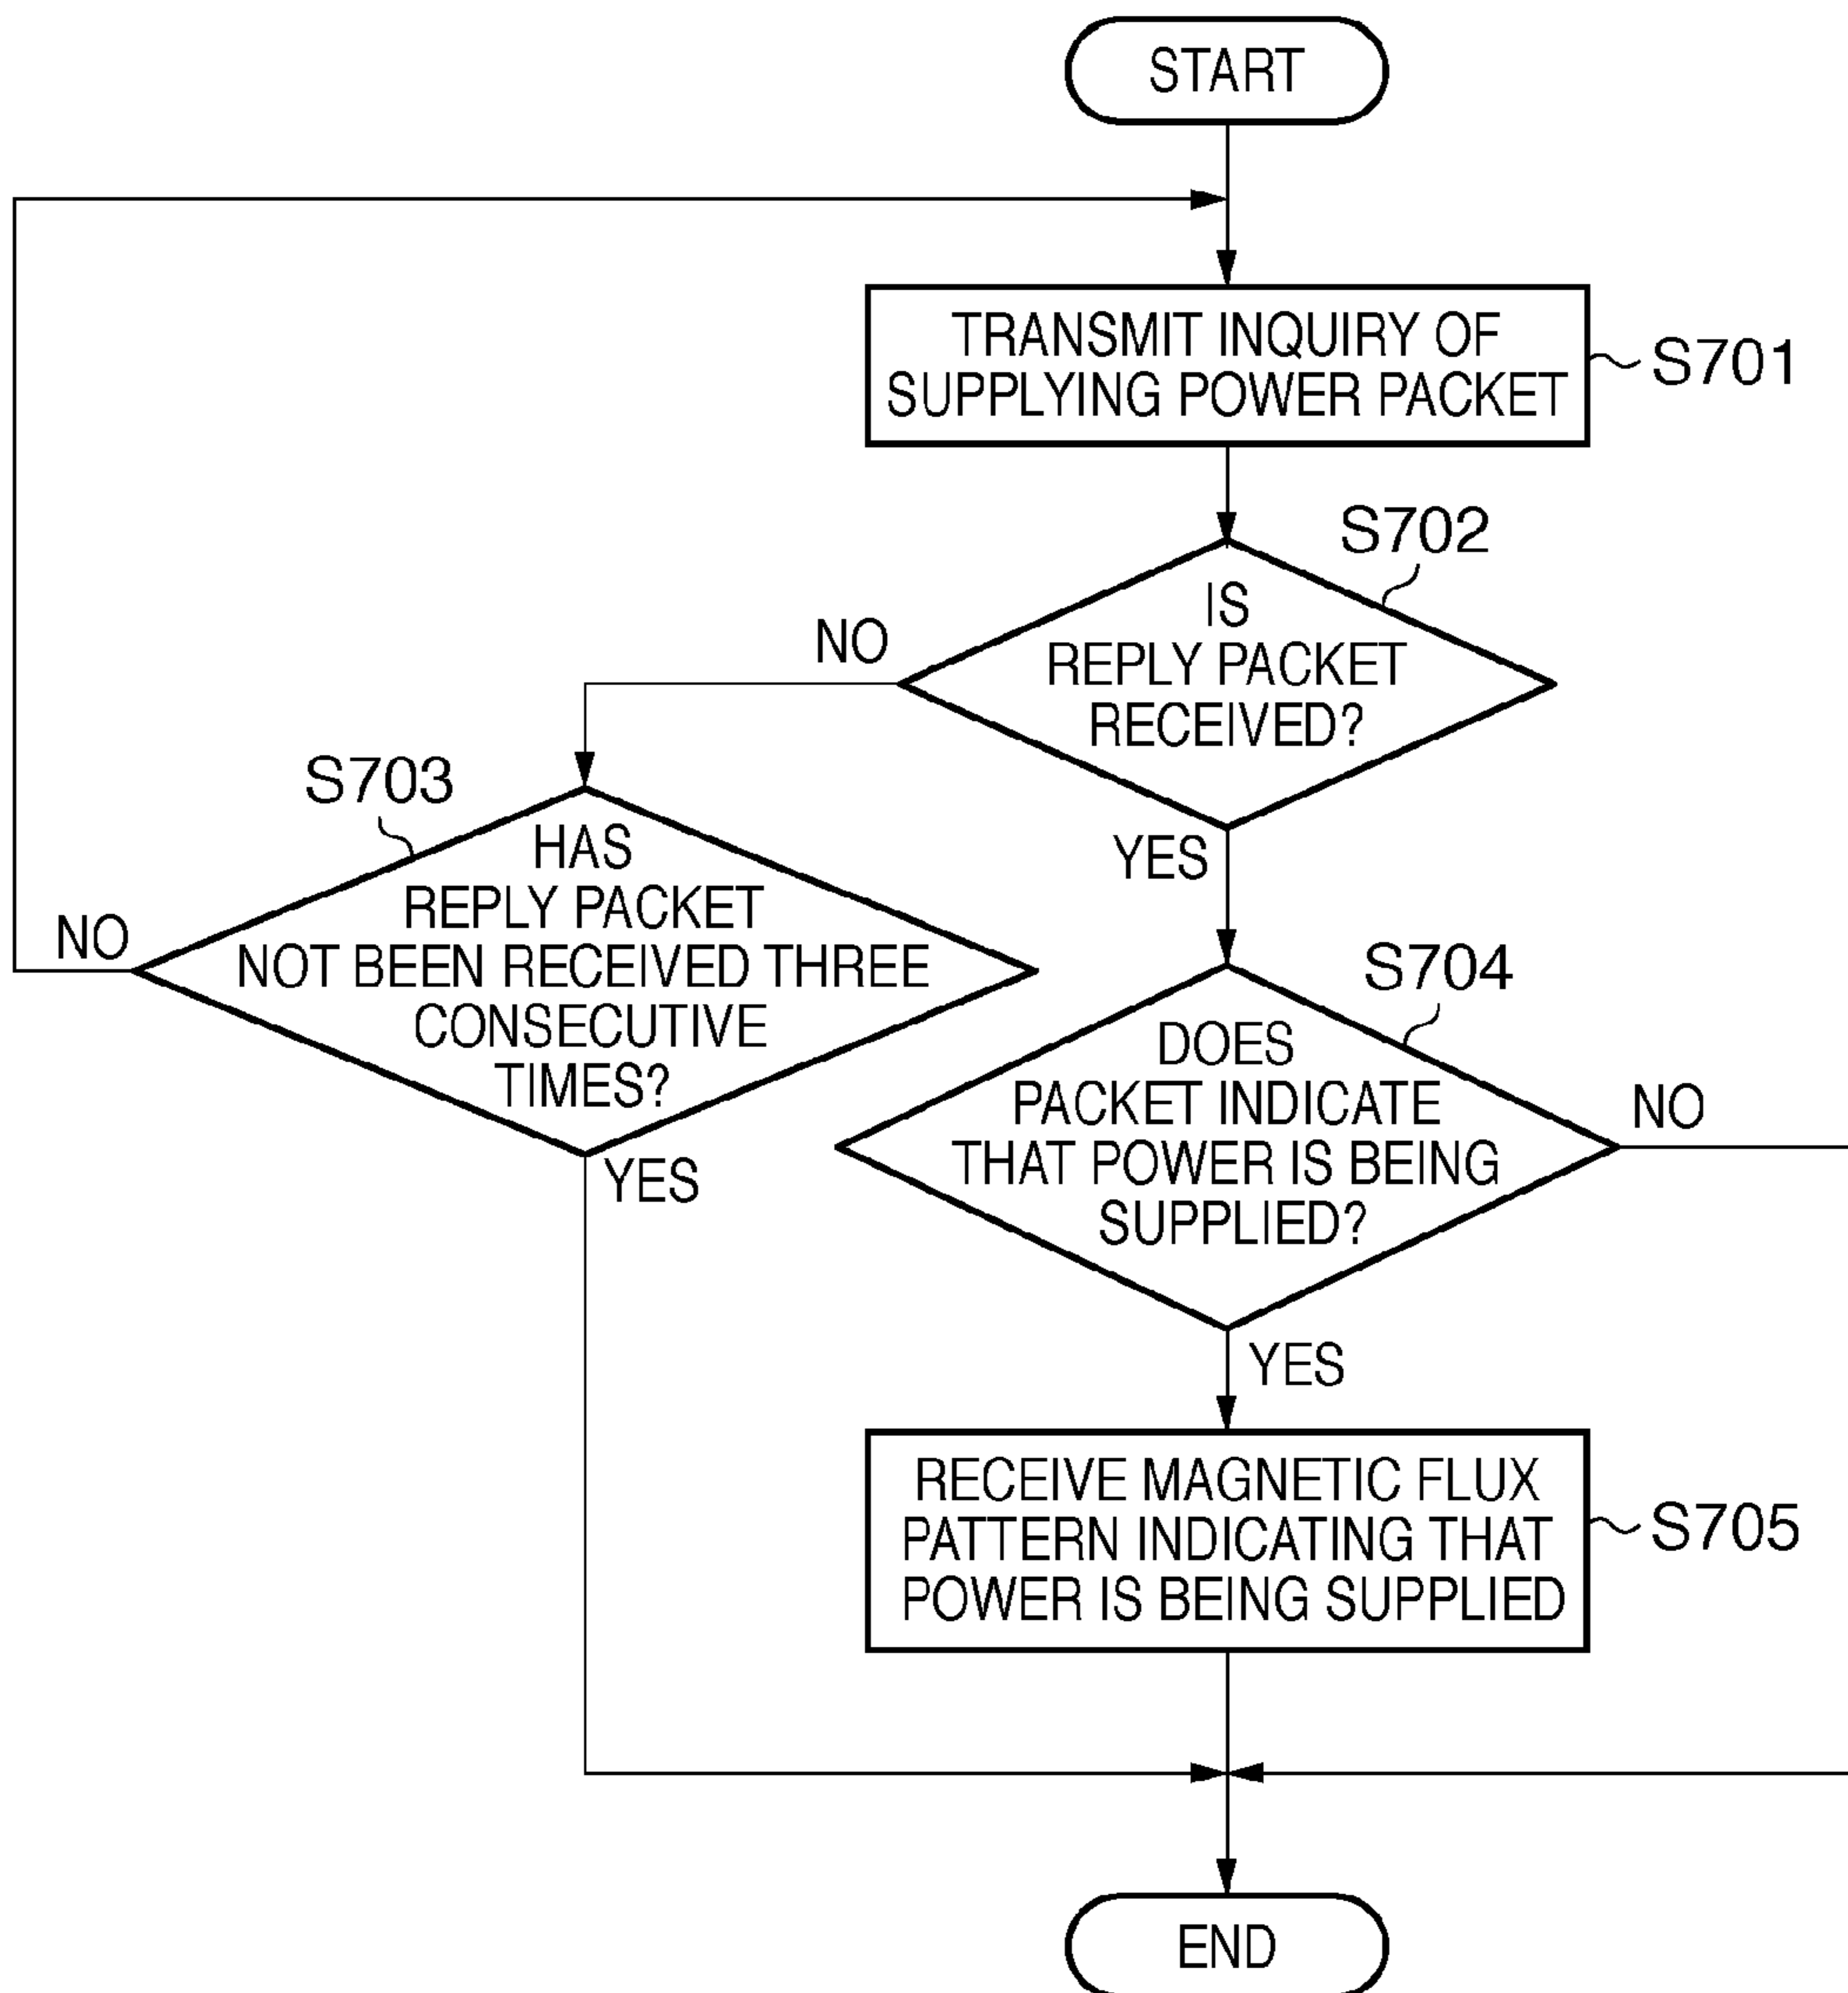 START
TRANSMIT INQUIRY OF
SUPPLYING POWER PACKET
S701
S702
IS
REPLY PACKET
RECEIVED?
NO
YES
S703
HAS
REPLY PACKET
NOT BEEN RECEIVED THREE
CONSECUTIVE
TIMES?
NO
YES
S704
DOES
PACKET INDICATE
THAT POWER IS BEING
SUPPLIED?
NO
YES
RECEIVE MAGNETIC FLUX
PATTERN INDICATING THAT
POWER IS BEING SUPPLIED
S705
END